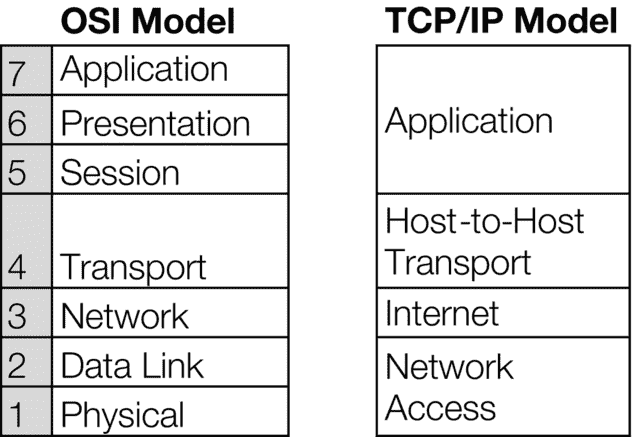 OSI Model
7 Application
6 Presentation
5 Session
4 Transport
3 Network
2 Data Link
1 Physical
TCP/IP Model
Application
Host-to-Host
Transport
Internet
Network
Access